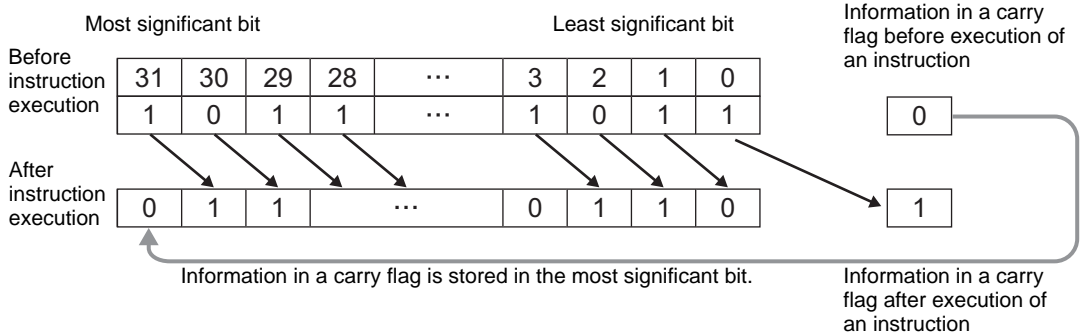 Most significant bit
Least significant bit
Information in a carry
flag before execution of
an instruction
Before
instruction
execution
31 30 29 28 ... 3 2 1 0
1 0 1 1 ... 1 0 1 1
0
After
instruction
execution
0 1 1 ... 0 1 1 0
1
Information in a carry flag is stored in the most significant bit.
Information in a carry
flag after execution of
an instruction